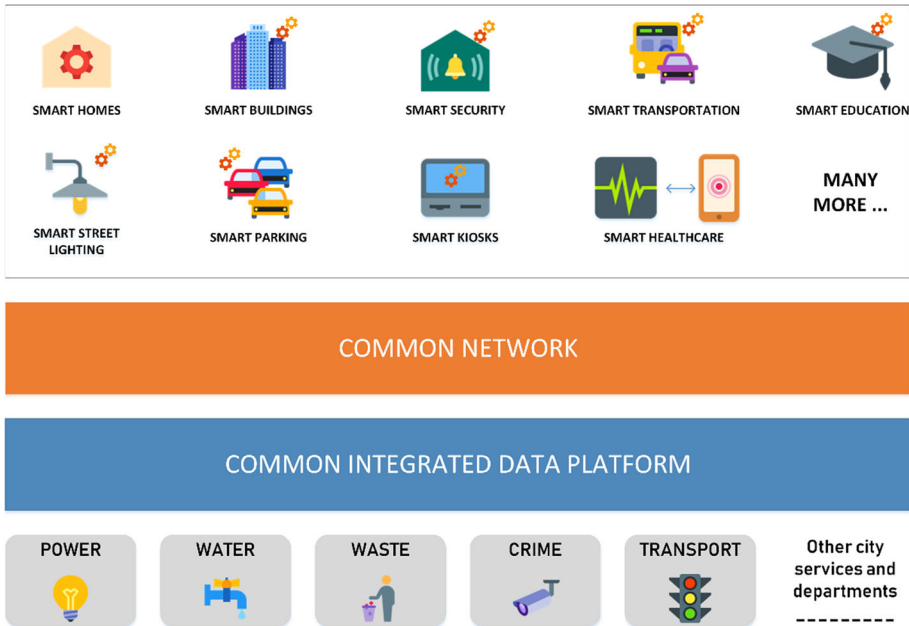 SMART HOMES
SMART BUILDINGS
SMART SECURITY
SMART TRANSPORTATION
SMART EDUCATION
SMART STREET
LIGHTING
SMART PARKING
SMART KIOSKS
SMART HEALTHCARE
MANY
MORE ...
COMMON NETWORK
COMMON INTEGRATED DATA PLATFORM
POWER
WATER
WASTE
CRIME
TRANSPORT
Other city
services and
departments
---------